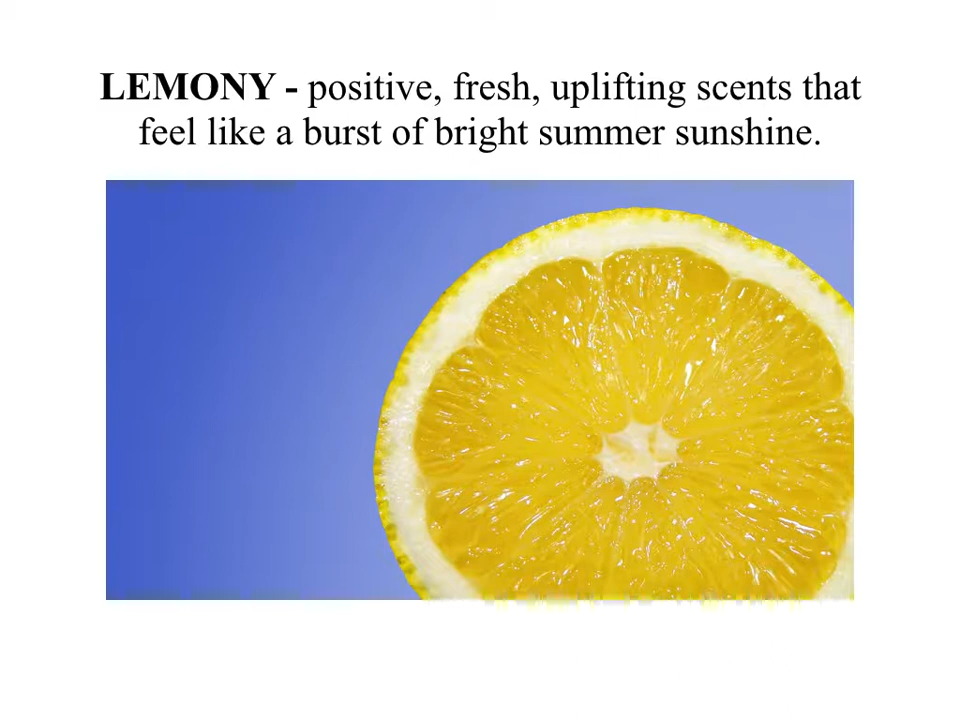 LEMONY - positive, fresh, uplifting scents that
feel like a burst of bright summer sunshine.